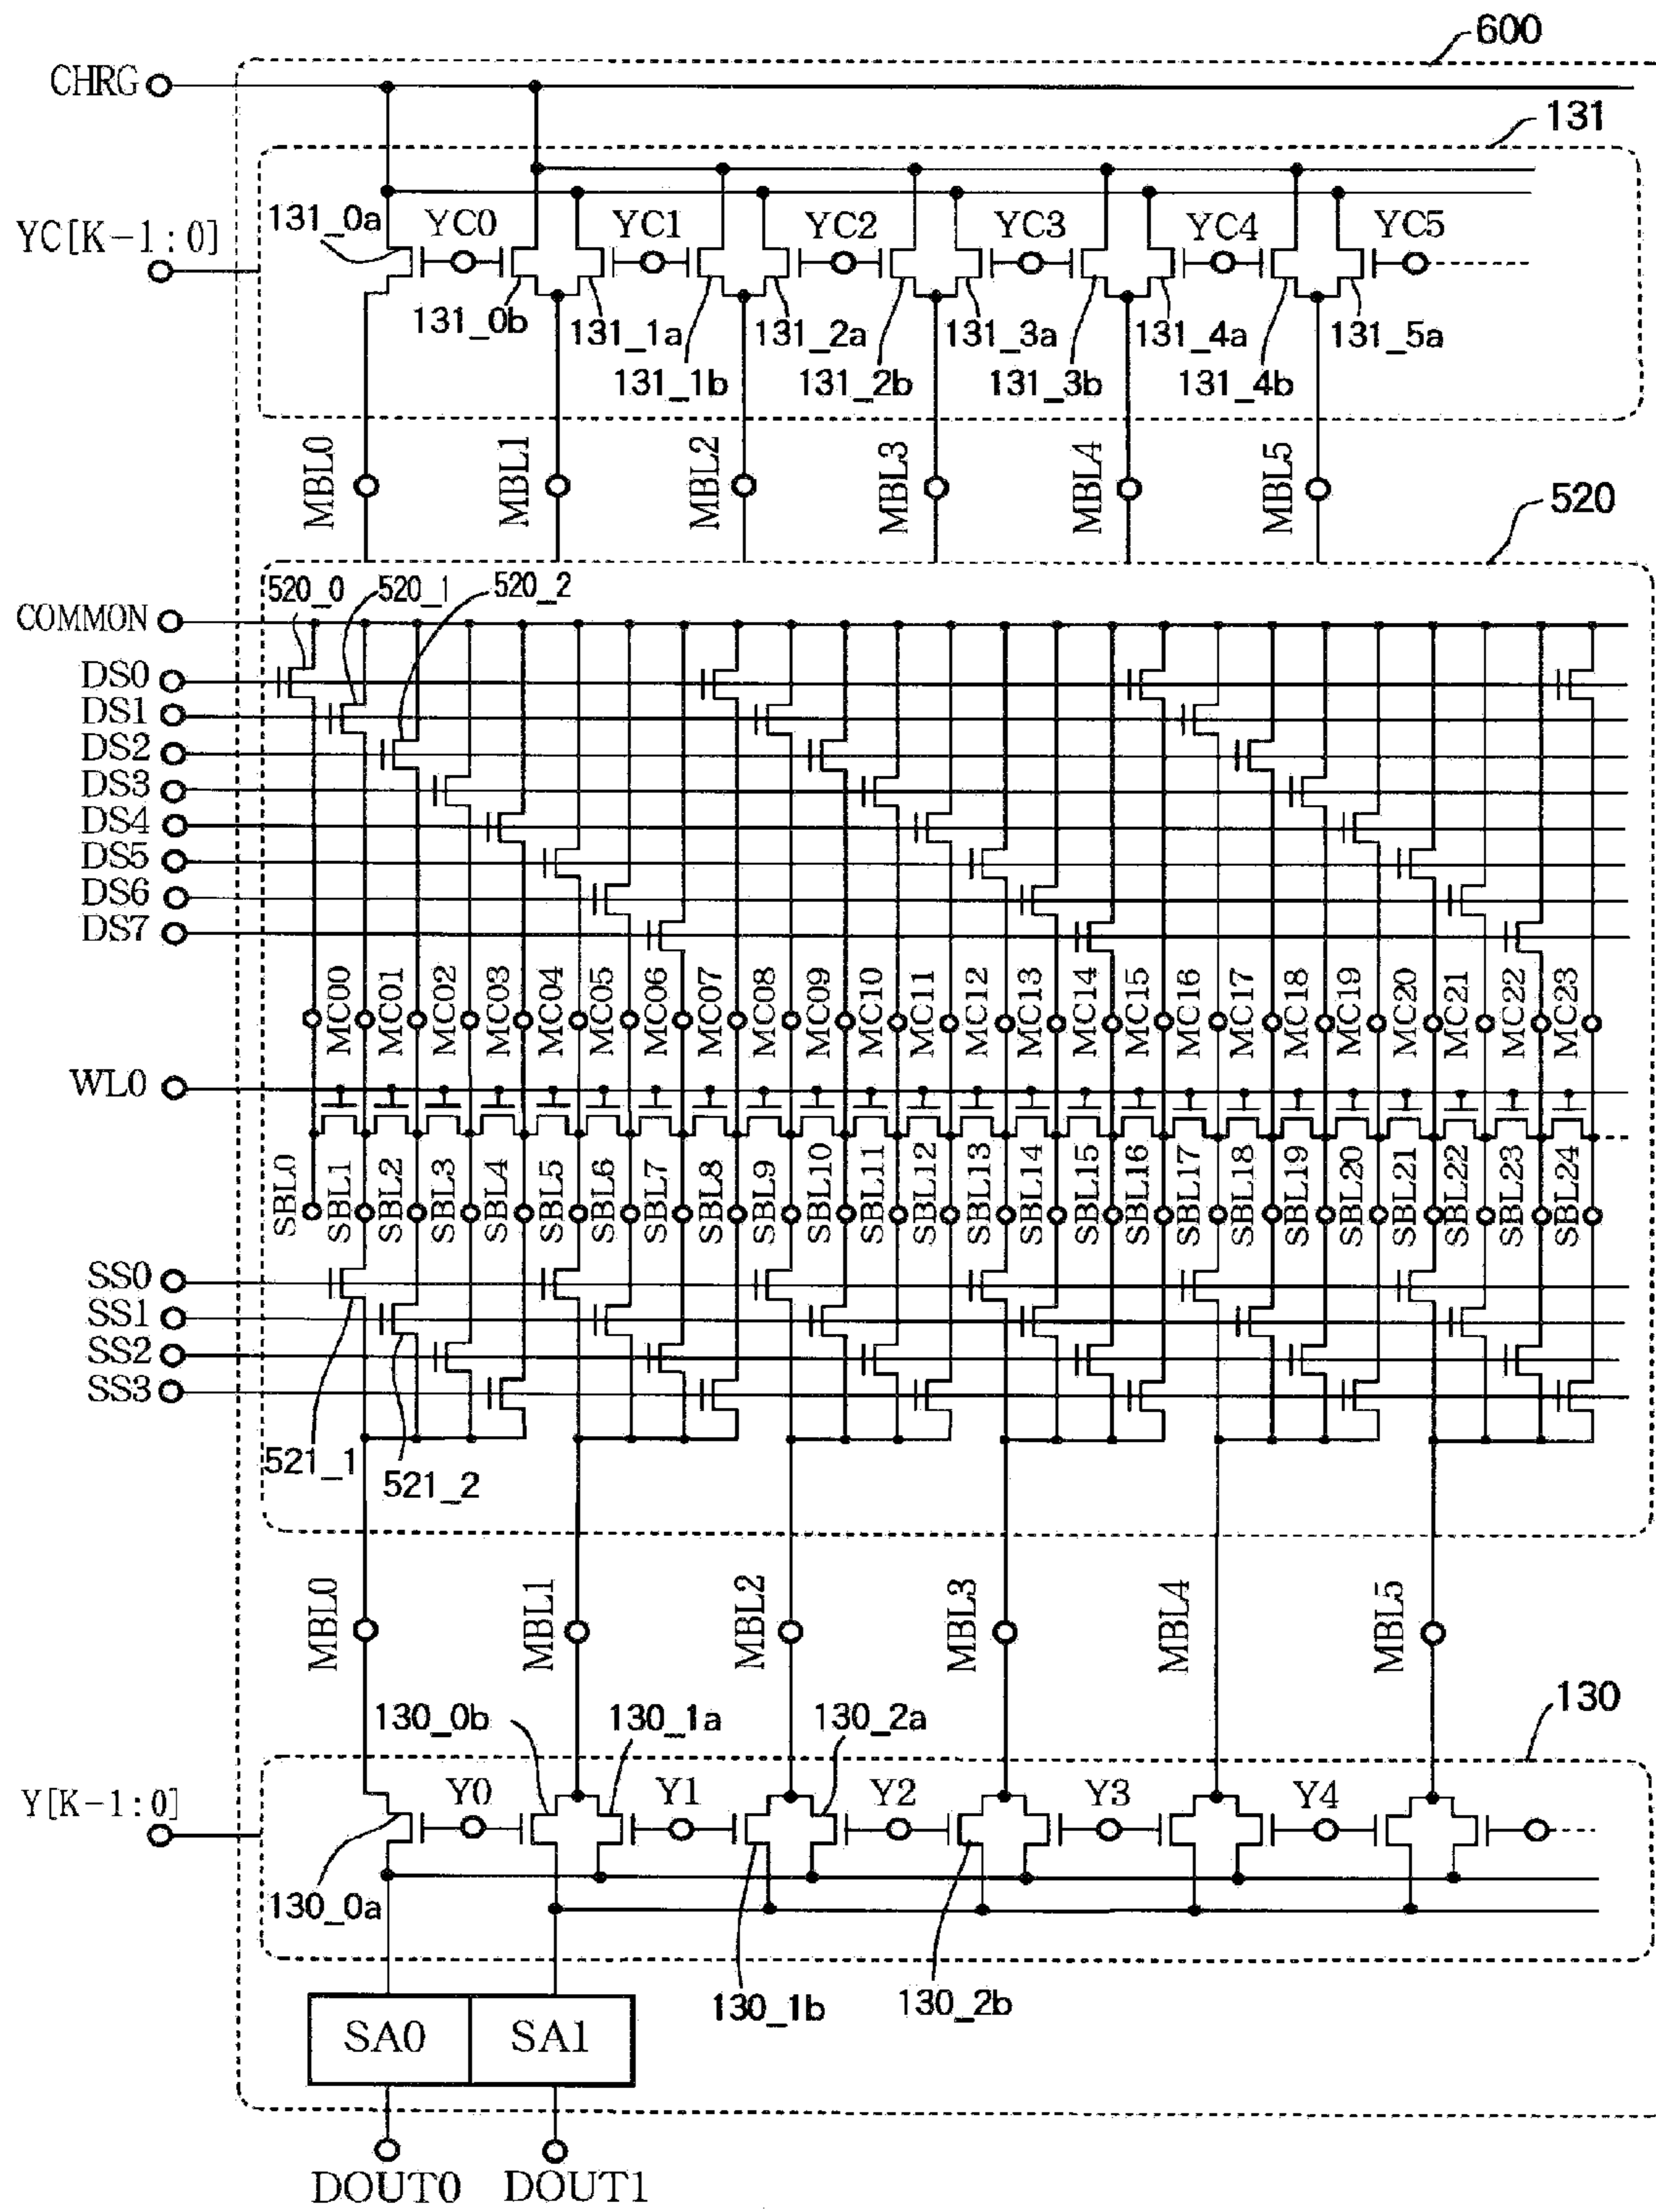 600
CHRG
131
YC[K-1:0]
131_0a
YC0
YC1
YC2
YC3
YC4
YC5
131_0b
131_1a
131_2a
131_3a
131_4a
131_5a
131_1b
131_2b
131_3b
131_4b
MBL0
MBL1
MBL2
MBL3
MBL4
MBL5
520
520_0
520_1
520_2
COMMON
DS0
DS1
DS2
DS3
DS4
DS5
DS6
DS7
MC00
MC01
MC02
MC03
MC04
MC05
MC06
MC07
MC08
MC09
MC10
MC11
MC12
MC13
MC14
MC15
MC16
MC17
MC18
MC19
MC20
MC21
MC22
MC23
WL0
SBL0
SBL1
SBL2
SBL3
SBL4
SBL5
SBL6
SBL7
SBL8
SBL9
SBL10
SBL11
SBL12
SBL13
SBL14
SBL15
SBL16
SBL17
SBL18
SBL19
SBL20
SBL21
SBL22
SBL23
SBL24
SS0
SS1
SS2
SS3
521_1
521_2
MBL0
MBL1
MBL2
MBL3
MBL4
MBL5
130_0b
130_1a
130_2a
130
Y[K-1:0]
Y0
Y1
Y2
Y3
Y4
130_0a
130_1b
130_2b
SA0
SA1
DOUT0
DOUT1